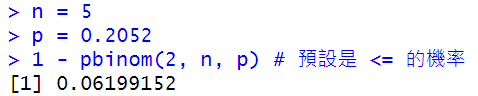 > n = 5
> p = 0.2052
> 1 - pbinom(2, n, p) # 預設是 <= 的機率
[1] 0.06199152